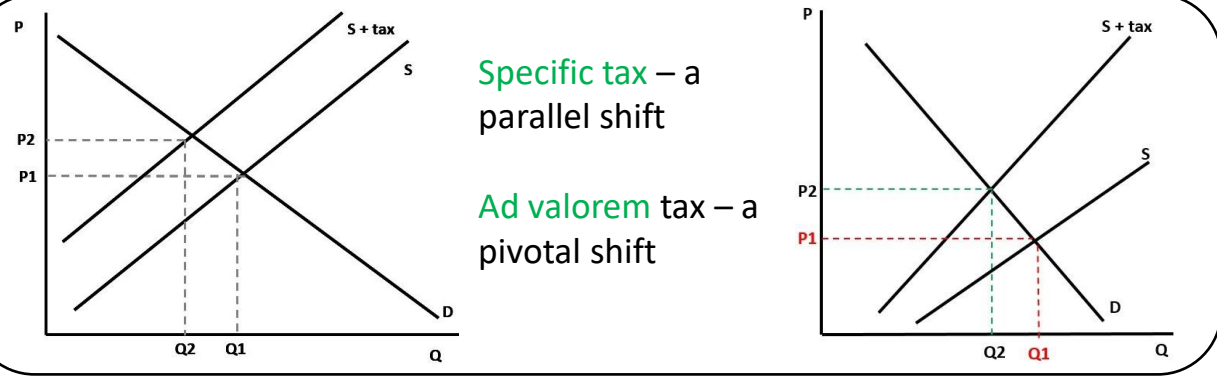 P
S + tax
S
P2
P1
D
Q2 Q1
Q
Specific tax – a
parallel shift
Ad valorem tax – a
pivotal shift
P
S + tax
S
P2
P1
D
Q2 Q1
Q